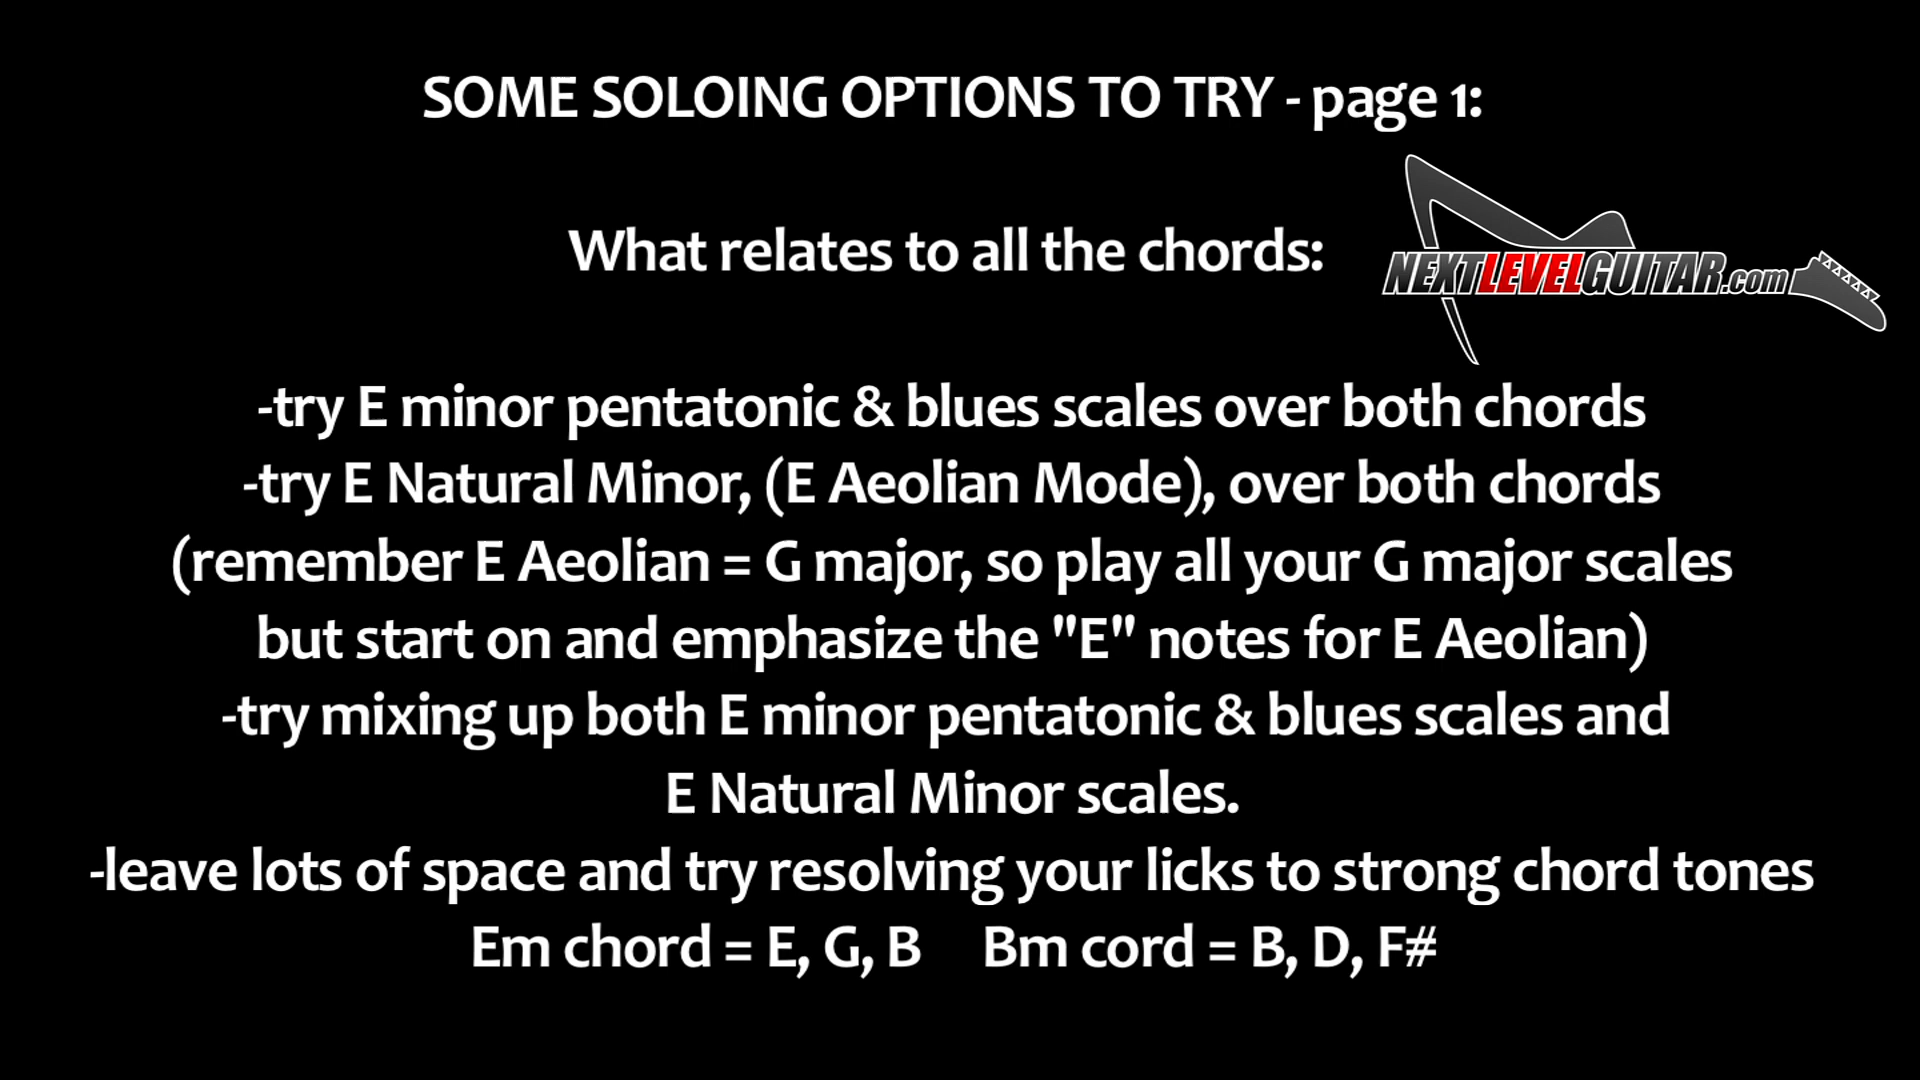 SOME SOLOING OPTIONS TO TRY - page 1:
What relates to all the chords:
NEXTLEVELGUITAR.com
-try E minor pentatonic & blues scales over both chords
-try E Natural Minor, (E Aeolian Mode), over both chords
(remember E Aeolian = G major, so play all your G major scales
but start on and emphasize the "E" notes for E Aeolian)
-try mixing up both E minor pentatonic & blues scales and
E Natural Minor scales.
-leave lots of space and try resolving your licks to strong chord tones
Em chord = E, G, B     Bm cord = B, D, F#